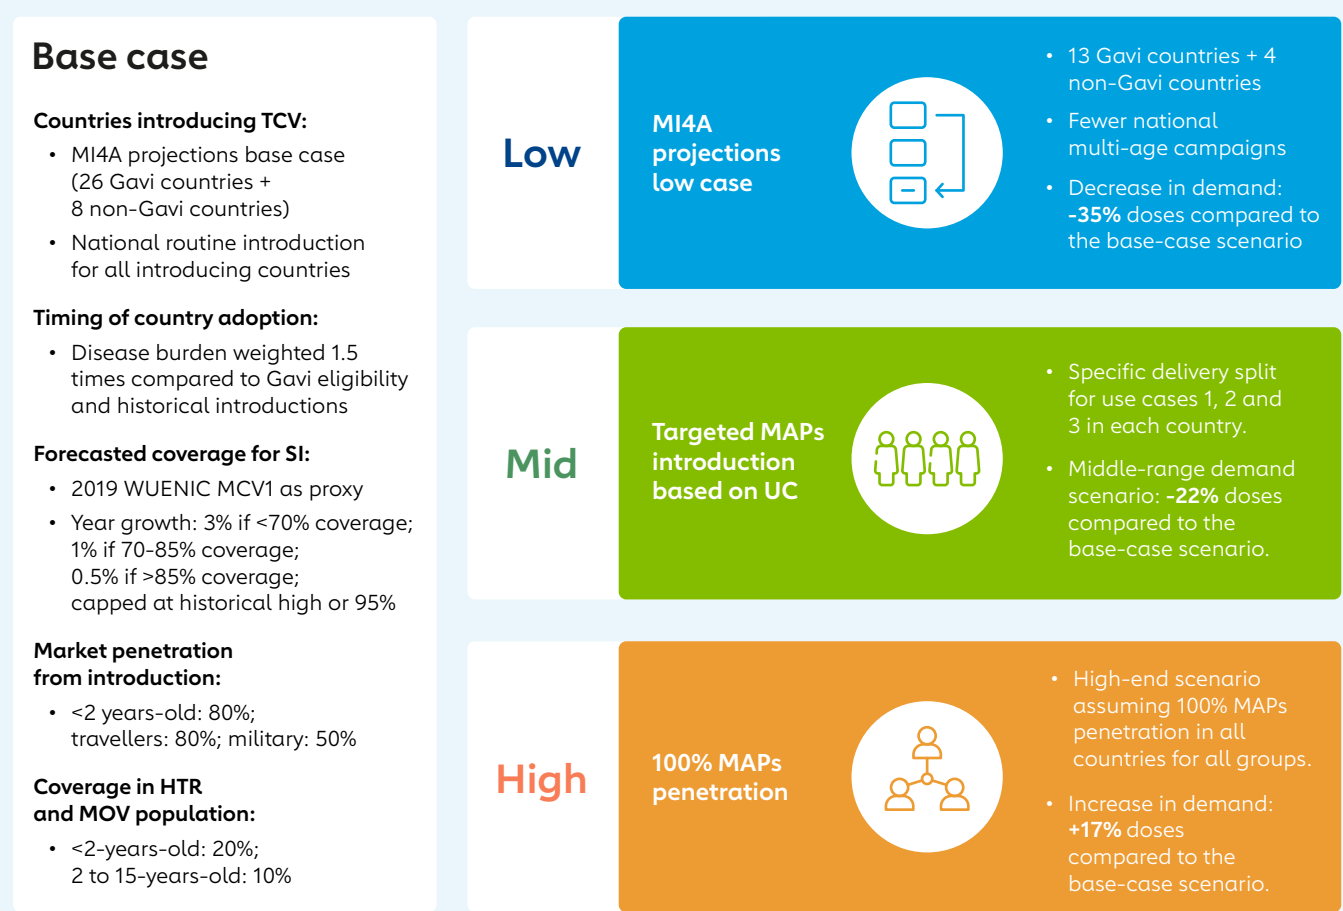 Base case
Countries introducing TCV:
• MI4A projections base case
(26 Gavi countries +
8 non-Gavi countries)
• National routine introduction
for all introducing countries
Timing of country adoption:
• Disease burden weighted 1.5
times compared to Gavi eligibility
and historical introductions
Forecasted coverage for SI:
• 2019 WUENIC MCV1 as proxy
• Year growth: 3% if <70% coverage;
1% if 70-85% coverage;
0.5% if >85% coverage;
capped at historical high or 95%
Market penetration
from introduction:
• <2 years-old: 80%;
travellers: 80%; military: 50%
Coverage in HTR
and MOV population:
• <2-years-old: 20%;
2 to 15-years-old: 10%
Low
MI4A
projections
low case
• 13 Gavi countries + 4
non-Gavi countries
• Fewer national
multi-age campaigns
• Decrease in demand:
-35% doses compared to
the base-case scenario
Mid
Targeted MAPs
introduction
based on UC
• Specific delivery split
for use cases 1, 2 and
3 in each country.
• Middle-range demand
scenario: -22% doses
compared to the
base-case scenario.
High
100% MAPs
penetration
• High-end scenario
assuming 100% MAPs
penetration in all
countries for all groups.
• Increase in demand:
+17% doses
compared to the
base-case scenario.